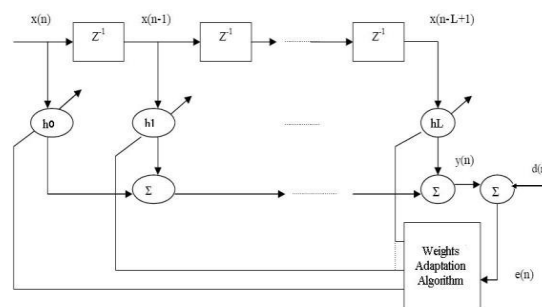 x(n)
x(n-1)
x(n-L+1)
Z-1
Z-1
Z-1
h0
h1
hL
y(n)
Σ
Σ
Σ
d(n
Weights
Adaptation
Algorithm
e(n)